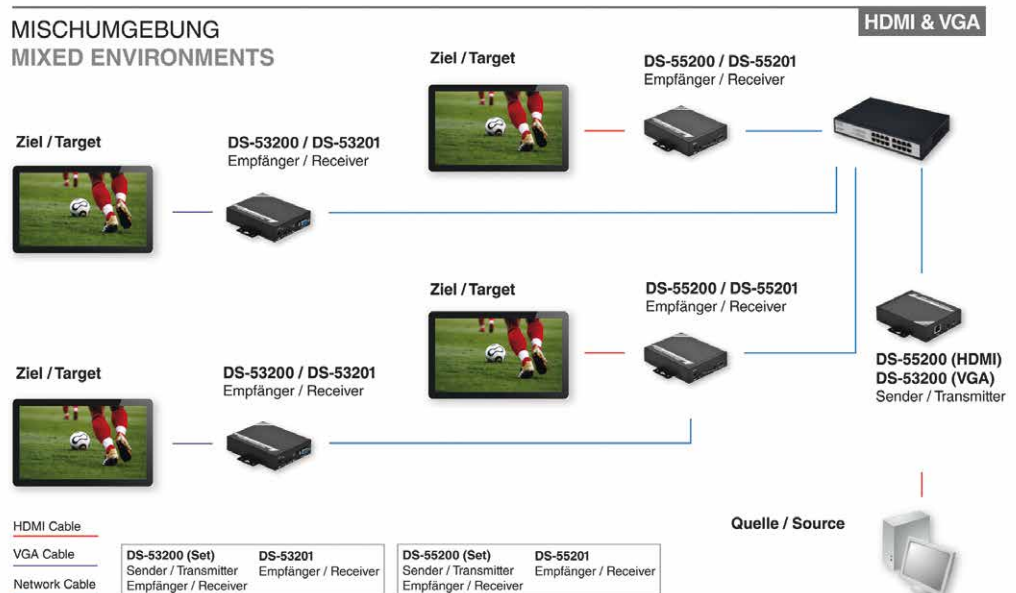 MISCHUMGEBUNG
MIXED ENVIRONMENTS
HDMI & VGA
Ziel / Target
DS-55200 / DS-55201
Empfänger / Receiver
Ziel / Target
DS-53200 / DS-53201
Empfänger / Receiver
Ziel / Target
DS-55200 / DS-55201
Empfänger / Receiver
DS-55200 (HDMI)
DS-53200 (VGA)
Sender / Transmitter
Ziel / Target
DS-53200 / DS-53201
Empfänger / Receiver
Quelle / Source
HDMI Cable
VGA Cable
Network Cable
DS-53200 (Set)
Sender / Transmitter
Empfänger / Receiver
DS-53201
Empfänger / Receiver
DS-55200 (Set)
Sender / Transmitter
Empfänger / Receiver
DS-55201
Empfänger / Receiver